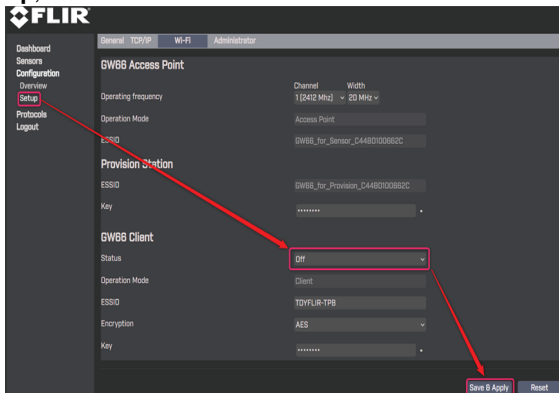 FLIR
General TCP/IP Wi-Fi Administrator
Dashboard
Sensors
Configuration
Overview
Setup
Protocols
Logout
GW66 Access Point
Channel Width
Operating frequency 1 (2412 Mhz) 20 MHz
Operation Mode Access Point
ESSID GW66_for_Sensor_C4480100662C
Provision Station
ESSID GW66_for_Provision_C4480100662C
Key ********
GW66 Client
Status Off
Operation Mode Client
ESSID TDYFLIR-TPB
Encryption AES
Key ********
Save & Apply Reset